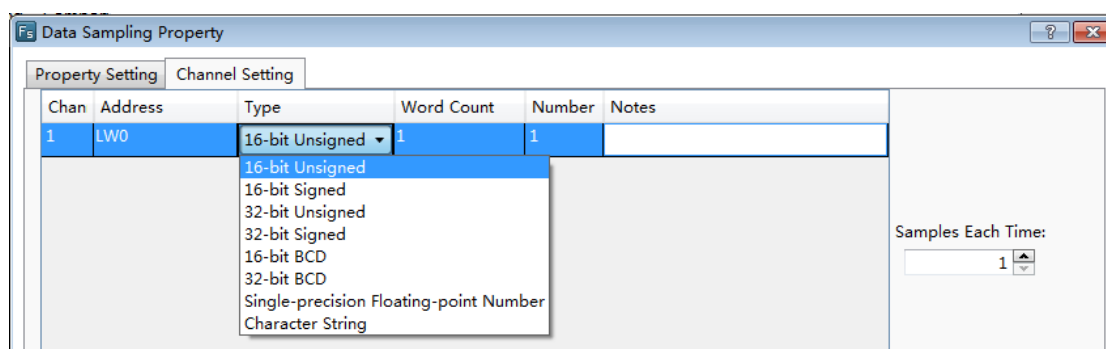 Fs Data Sampling Property ?
Property Setting Channel Setting
Chan Address Type Word Count Number Notes
1 LW0 16-bit Unsigned 1 1
16-bit Unsigned
16-bit Signed
32-bit Unsigned
32-bit Signed
16-bit BCD
32-bit BCD
Single-precision Floating-point Number
Character String
Samples Each Time:
1